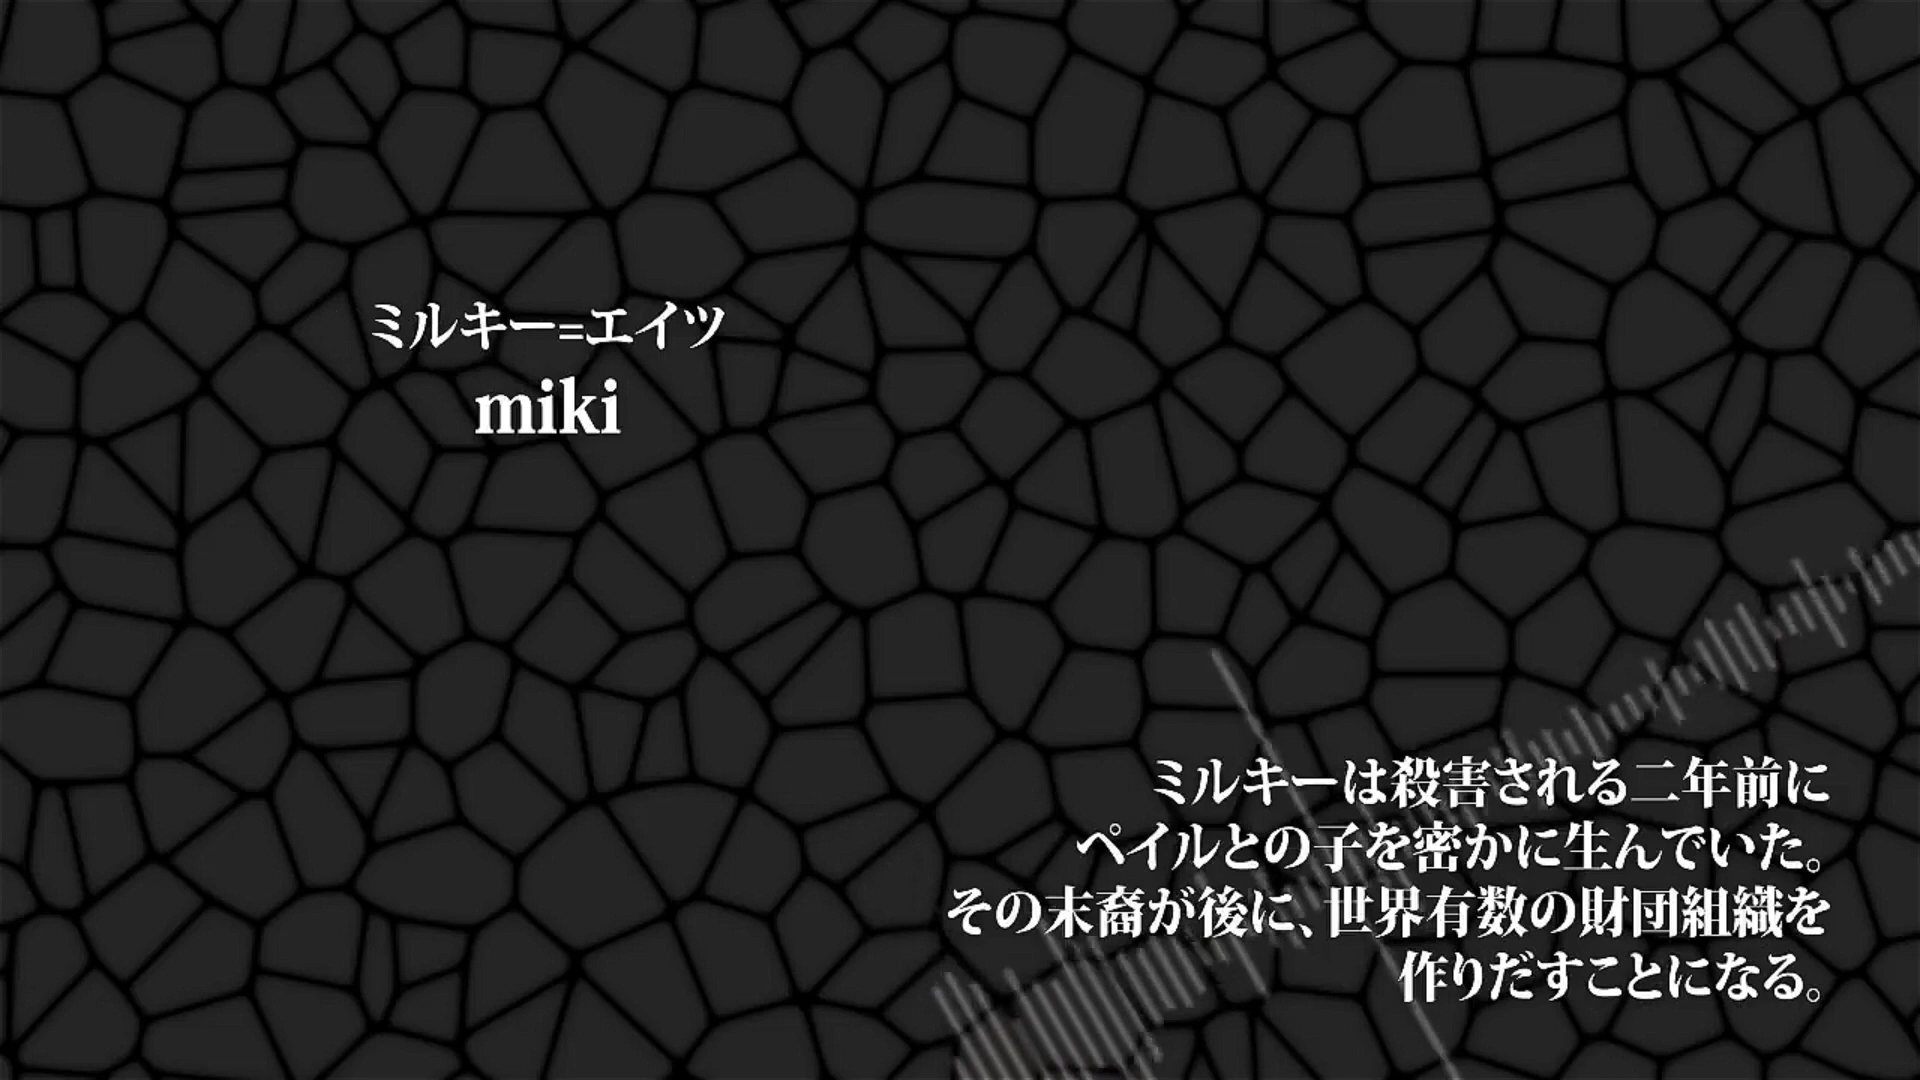 ミルキー=エイツ
miki
ミルキーは殺害される二年前に
ペイルとの子を密かに生んでいた。
その末裔が後に、世界有数の財団組織を
作りだすことになる。